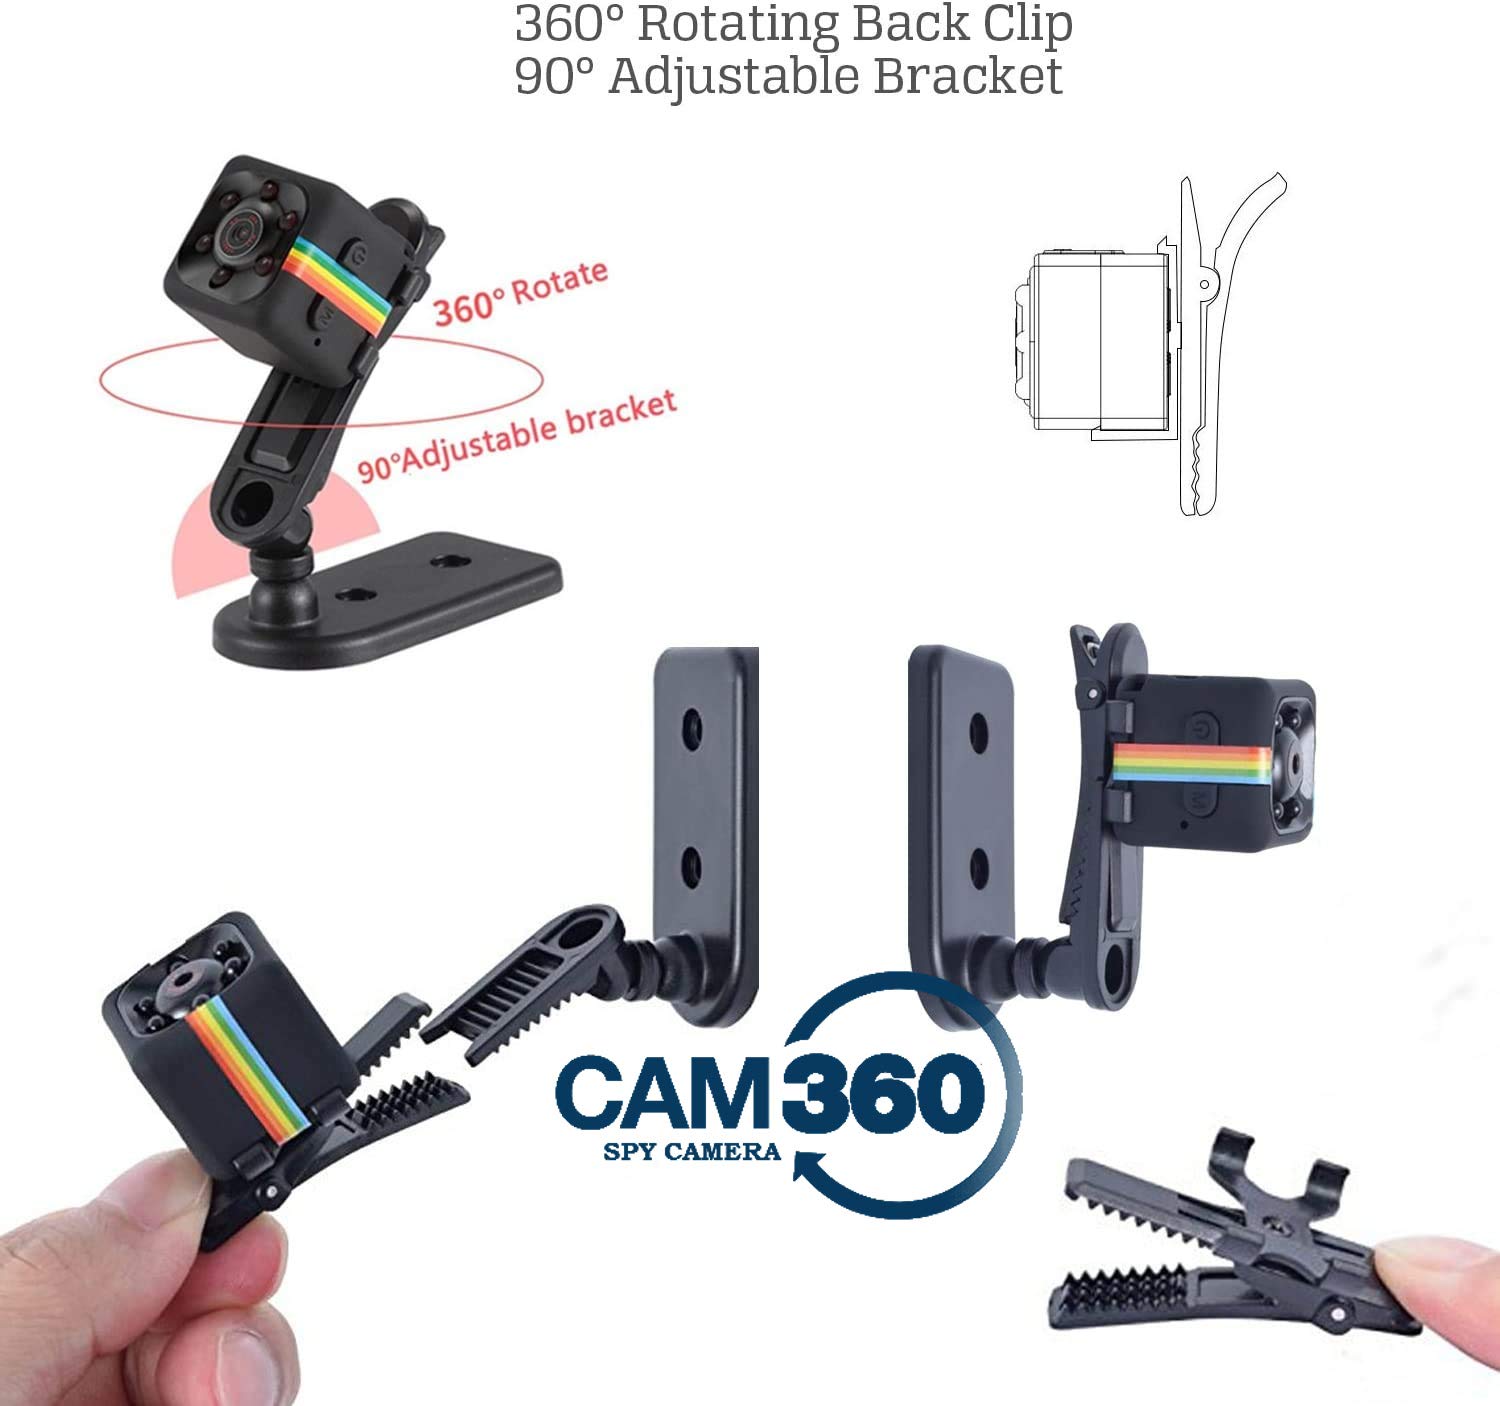 360° Rotating Back Clip
90° Adjustable Bracket
360° Rotate
90°Adjustable bracket
M
M
CAM360
SPY CAMERA